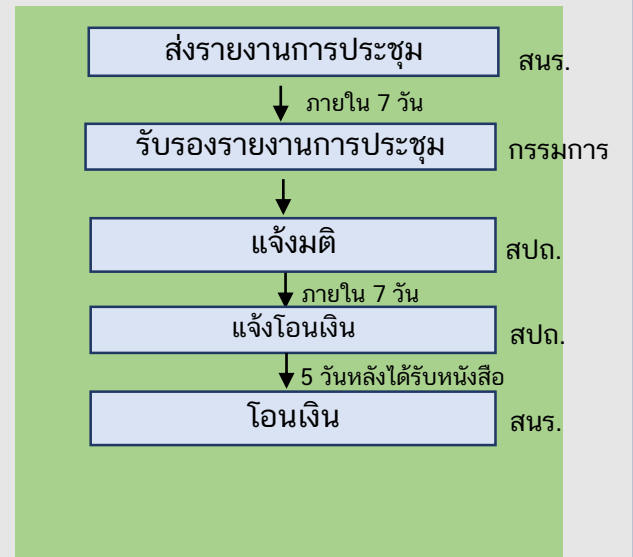 ส่งรายงานการประชุม สนร.
ภายใน 7 วัน
รับรองรายงานการประชุม กรรมการ
แจ้งมติ สปถ.
ภายใน 7 วัน
แจ้งโอนเงิน สปถ.
5 วันหลังได้รับหนังสือ
โอนเงิน สนร.